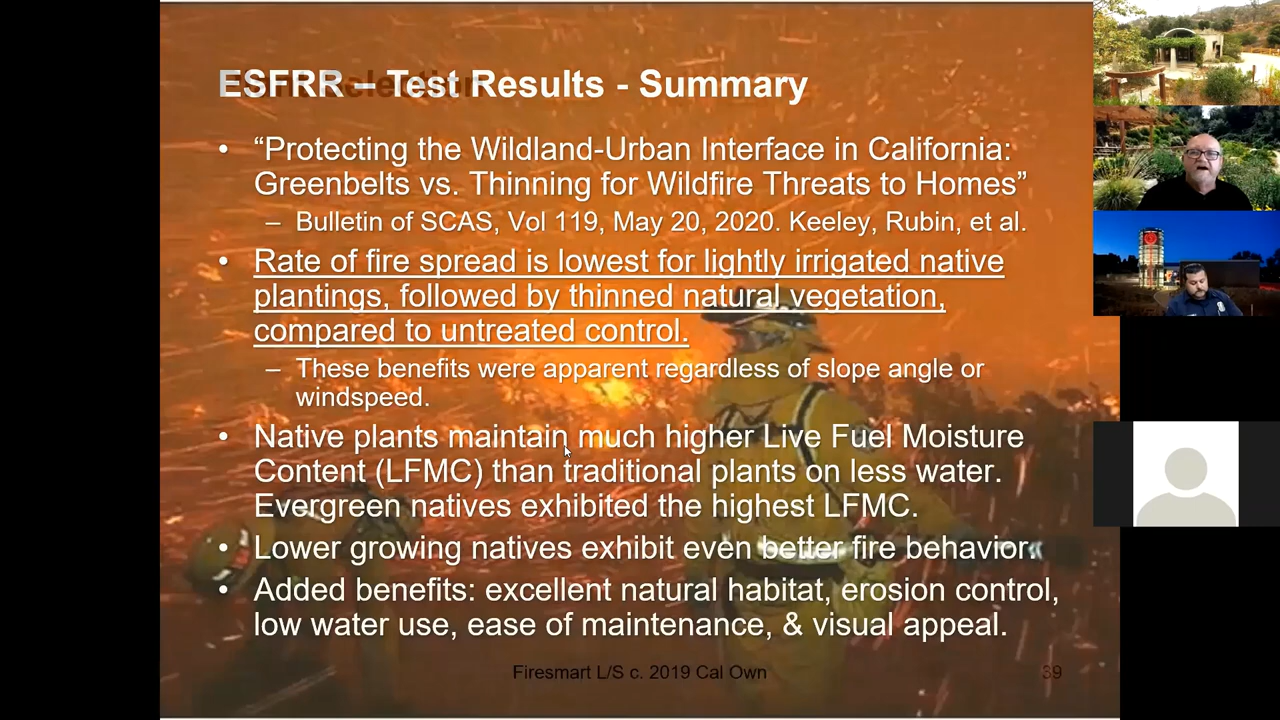 ESFRR – Test Results - Summary
• “Protecting the Wildland-Urban Interface in California:
Greenbelts vs. Thinning for Wildfire Threats to Homes”
– Bulletin of SCAS, Vol 119, May 20, 2020. Keeley, Rubin, et al.
• Rate of fire spread is lowest for lightly irrigated native
plantings, followed by thinned natural vegetation,
compared to untreated control.
– These benefits were apparent regardless of slope angle or
windspeed.
• Native plants maintain much higher Live Fuel Moisture
Content (LFMC) than traditional plants on less water.
Evergreen natives exhibited the highest LFMC.
• Lower growing natives exhibit even better fire behavior.
• Added benefits: excellent natural habitat, erosion control,
low water use, ease of maintenance, & visual appeal.
Firesmart L/S c. 2019 Cal Own